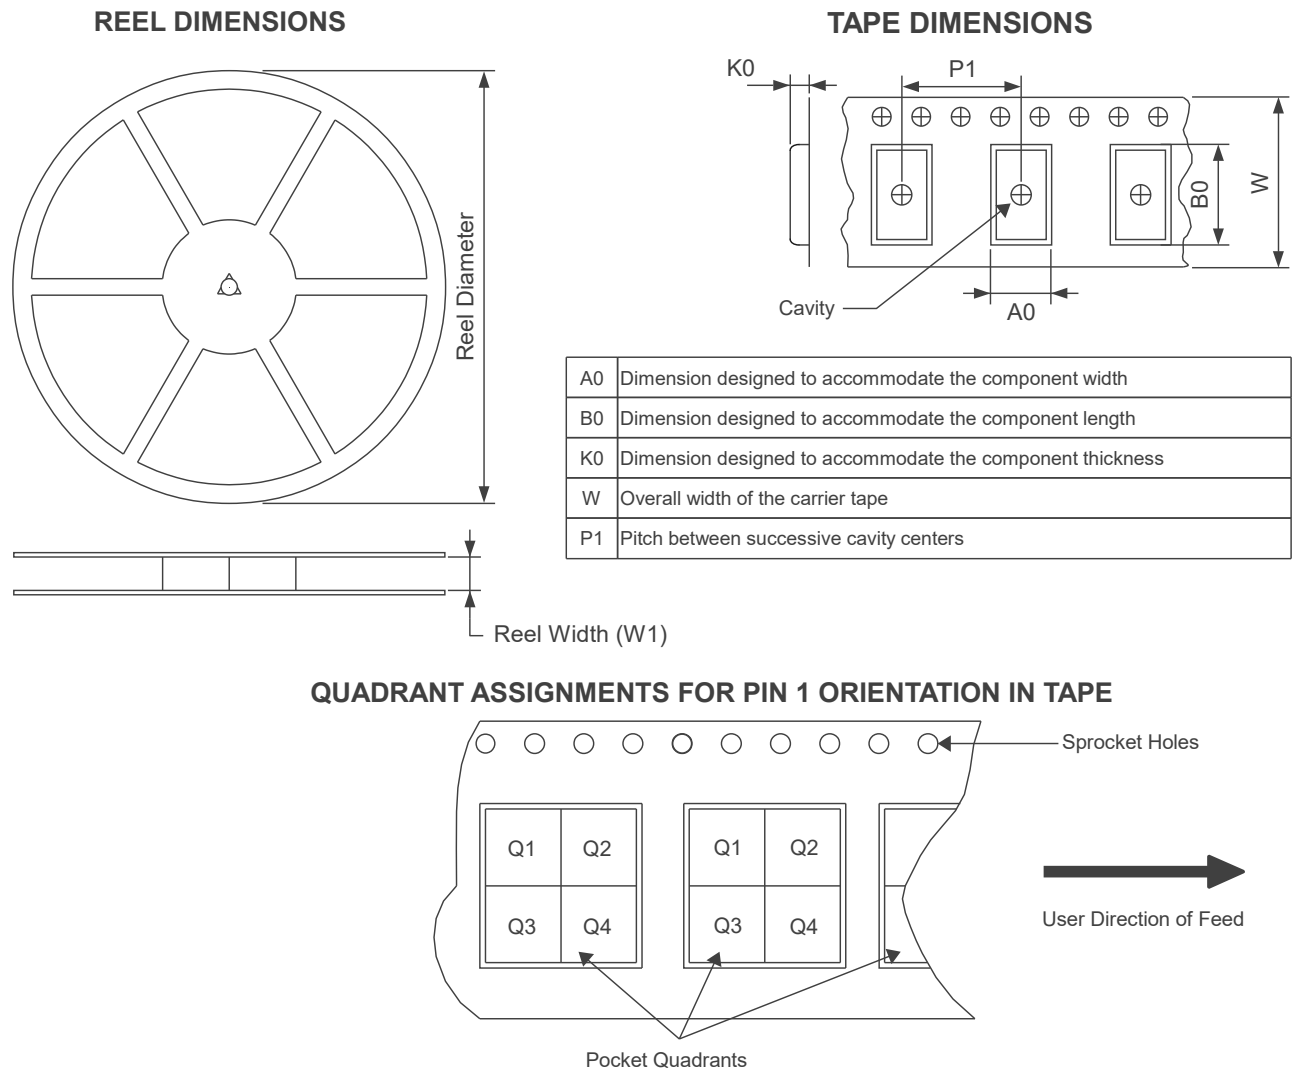 REEL DIMENSIONS
TAPE DIMENSIONS
K0
P1
Reel Diameter
B0
W
Cavity
A0
A0 Dimension designed to accommodate the component width
B0 Dimension designed to accommodate the component length
K0 Dimension designed to accommodate the component thickness
W Overall width of the carrier tape
P1 Pitch between successive cavity centers
Reel Width (W1)
QUADRANT ASSIGNMENTS FOR PIN 1 ORIENTATION IN TAPE
Sprocket Holes
Q1 Q2 Q1 Q2
Q3 Q4 Q3 Q4
User Direction of Feed
Pocket Quadrants